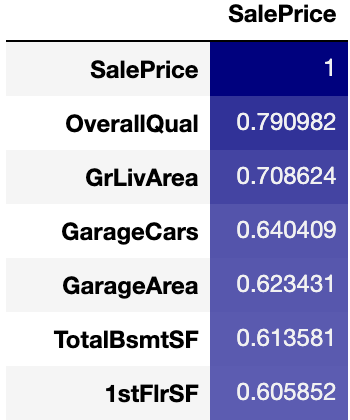 SalePrice
SalePrice 1
OverallQual 0.790982
GrLivArea 0.708624
GarageCars 0.640409
GarageArea 0.623431
TotalBsmtSF 0.613581
1stFlrSF 0.605852